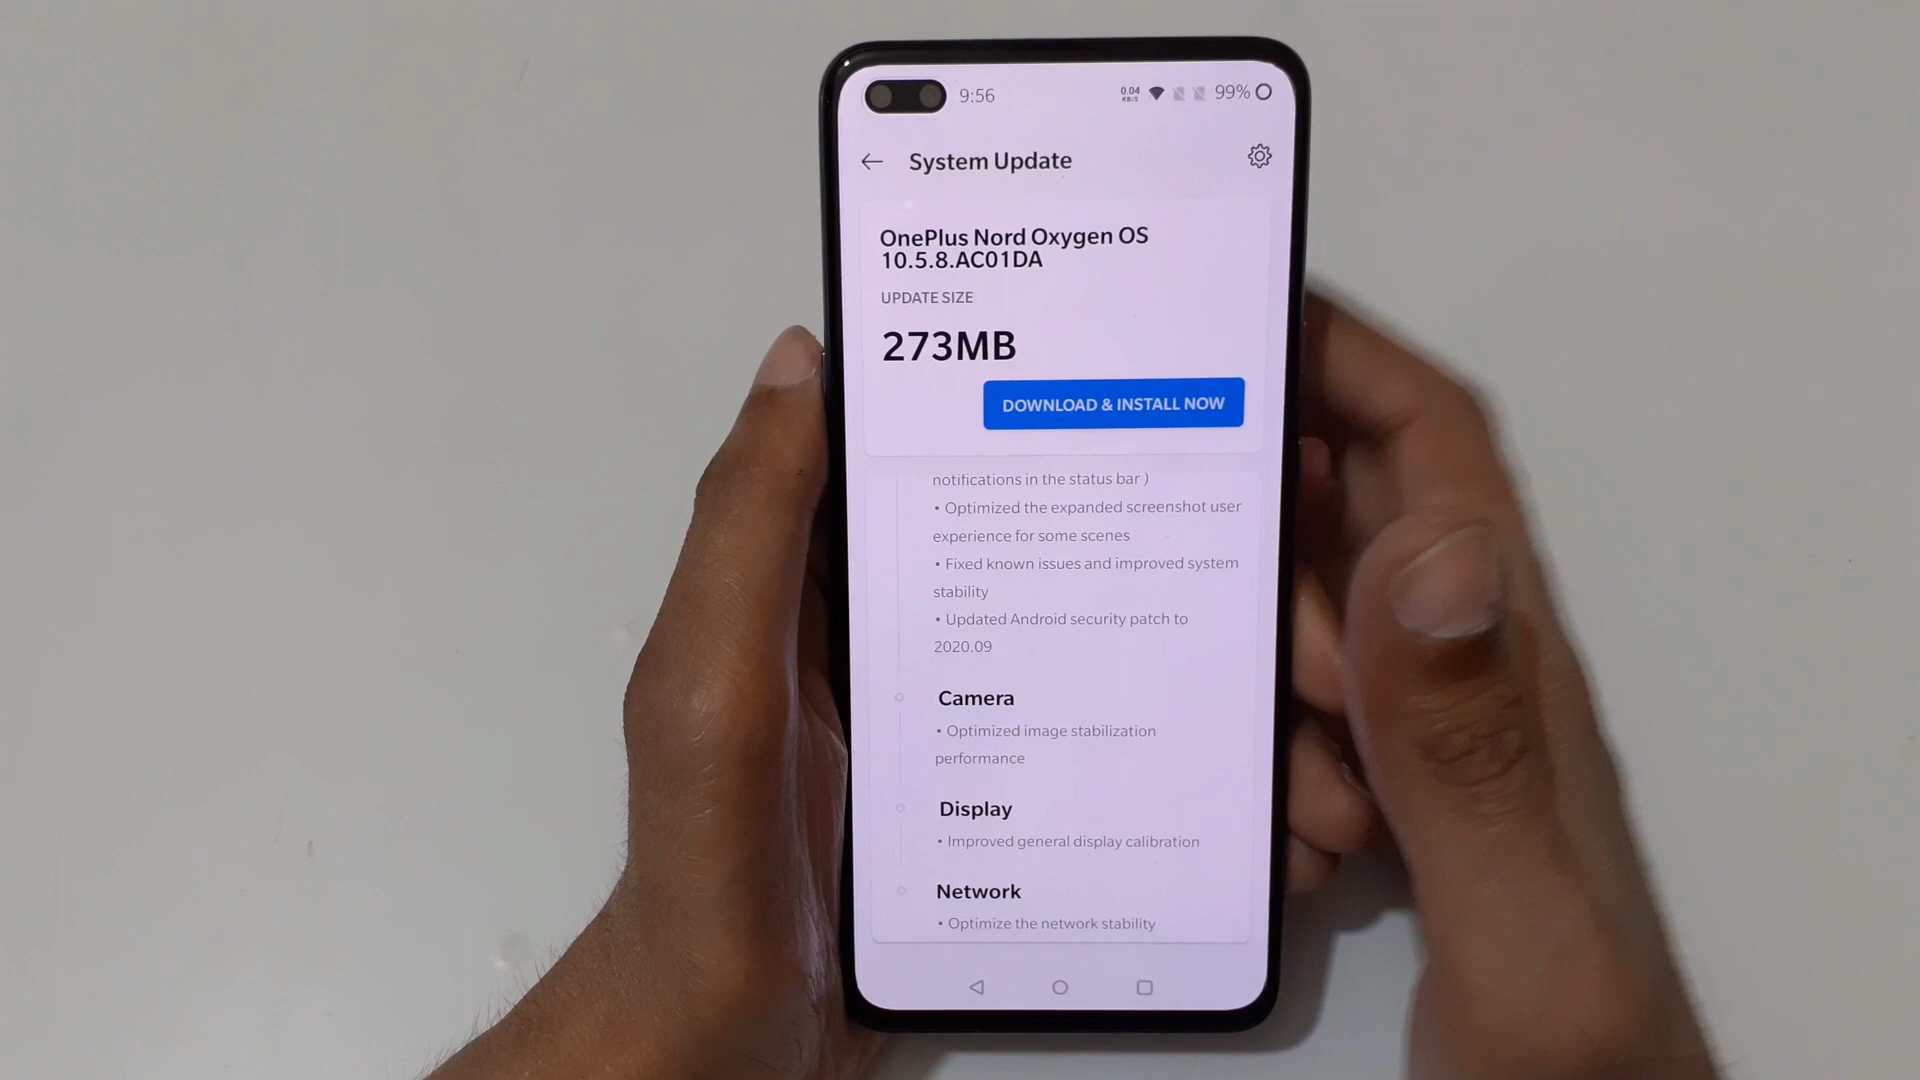 9:56
0.04
KB/S
99%
System Update
OnePlus Nord Oxygen OS
10.5.8.AC01DA
UPDATE SIZE
273MB
DOWNLOAD & INSTALL NOW
notifications in the status bar )
• Optimized the expanded screenshot user
experience for some scenes
• Fixed known issues and improved system
stability
• Updated Android security patch to
2020.09
Camera
• Optimized image stabilization
performance
Display
• Improved general display calibration
Network
• Optimize the network stability